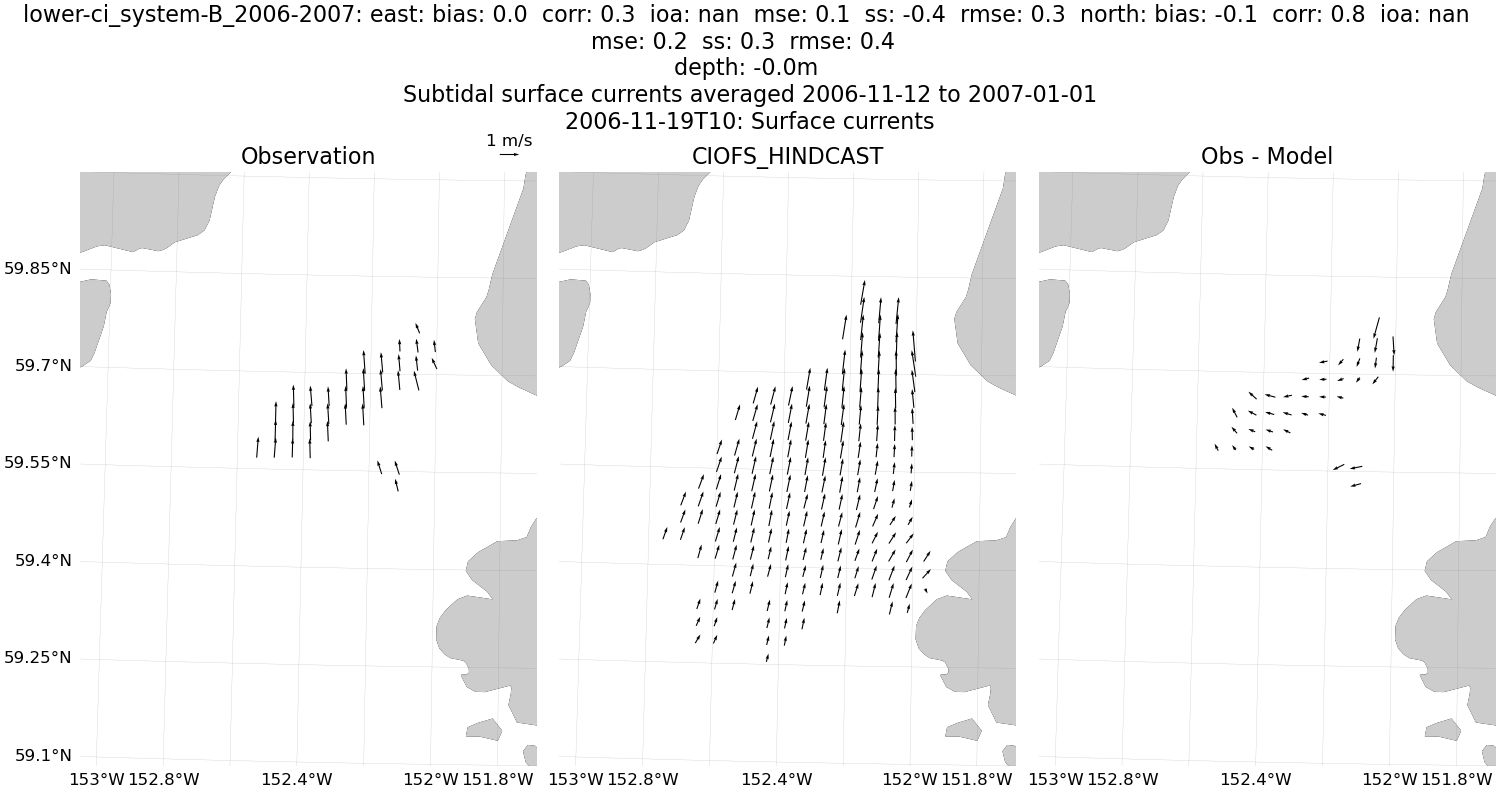 lower-ci_system-B_2006-2007: east: bias: 0.0  corr: 0.3  ioa: nan  mse: 0.1  ss: -0.4  rmse: 0.3  north: bias: -0.1  corr: 0.8  ioa: nan
mse: 0.2  ss: 0.3  rmse: 0.4
depth: -0.0m
Subtidal surface currents averaged 2006-11-12 to 2007-01-01
2006-11-19T10: Surface currents
1 m/s
Observation
CIOFS_HINDCAST
Obs - Model
59.85°N
59.7°N
59.55°N
59.4°N
59.25°N
59.1°N
153°W 152.8°W 152.4°W 152°W 151.8°W
153°W 152.8°W 152.4°W 152°W 151.8°W
153°W 152.8°W 152.4°W 152°W 151.8°W